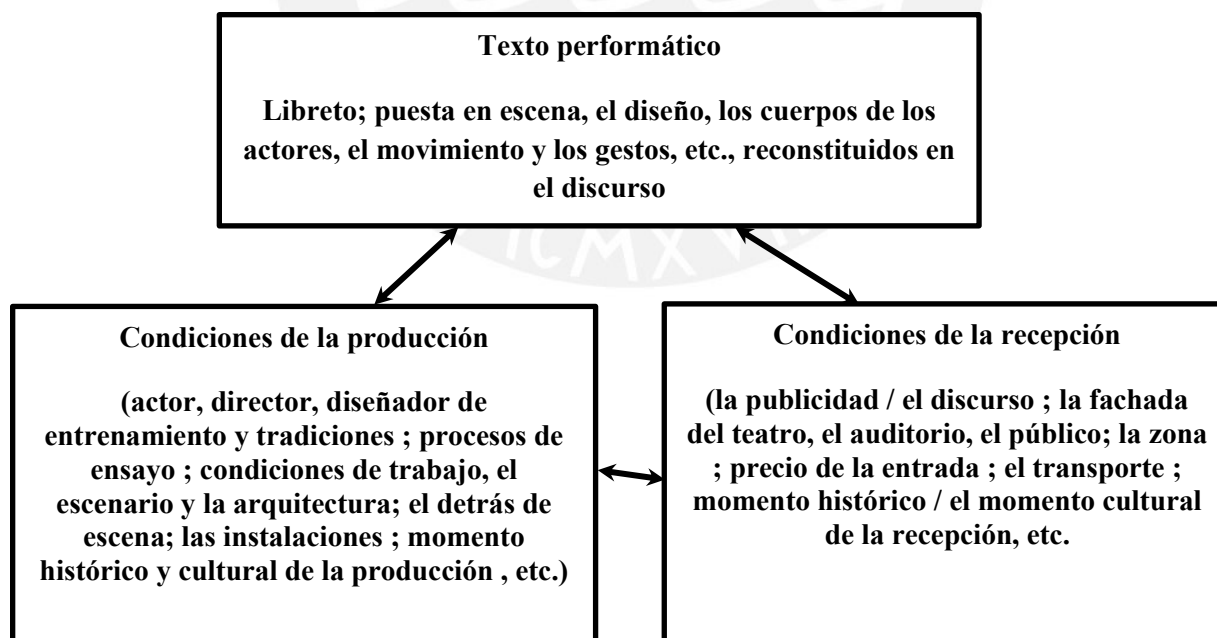 Texto performático
Libreto; puesta en escena, el diseño, los cuerpos de los
actores, el movimiento y los gestos, etc., reconstituidos en
el discurso
Condiciones de la producción
(actor, director, diseñador de
entrenamiento y tradiciones ; procesos de
ensayo ; condiciones de trabajo, el
escenario y la arquitectura; el detrás de
escena; las instalaciones ; momento
histórico y cultural de la producción , etc.)
Condiciones de la recepción
(la publicidad / el discurso ; la fachada
del teatro, el auditorio, el público; la zona
; precio de la entrada ; el transporte ;
momento histórico / el momento cultural
de la recepción, etc.